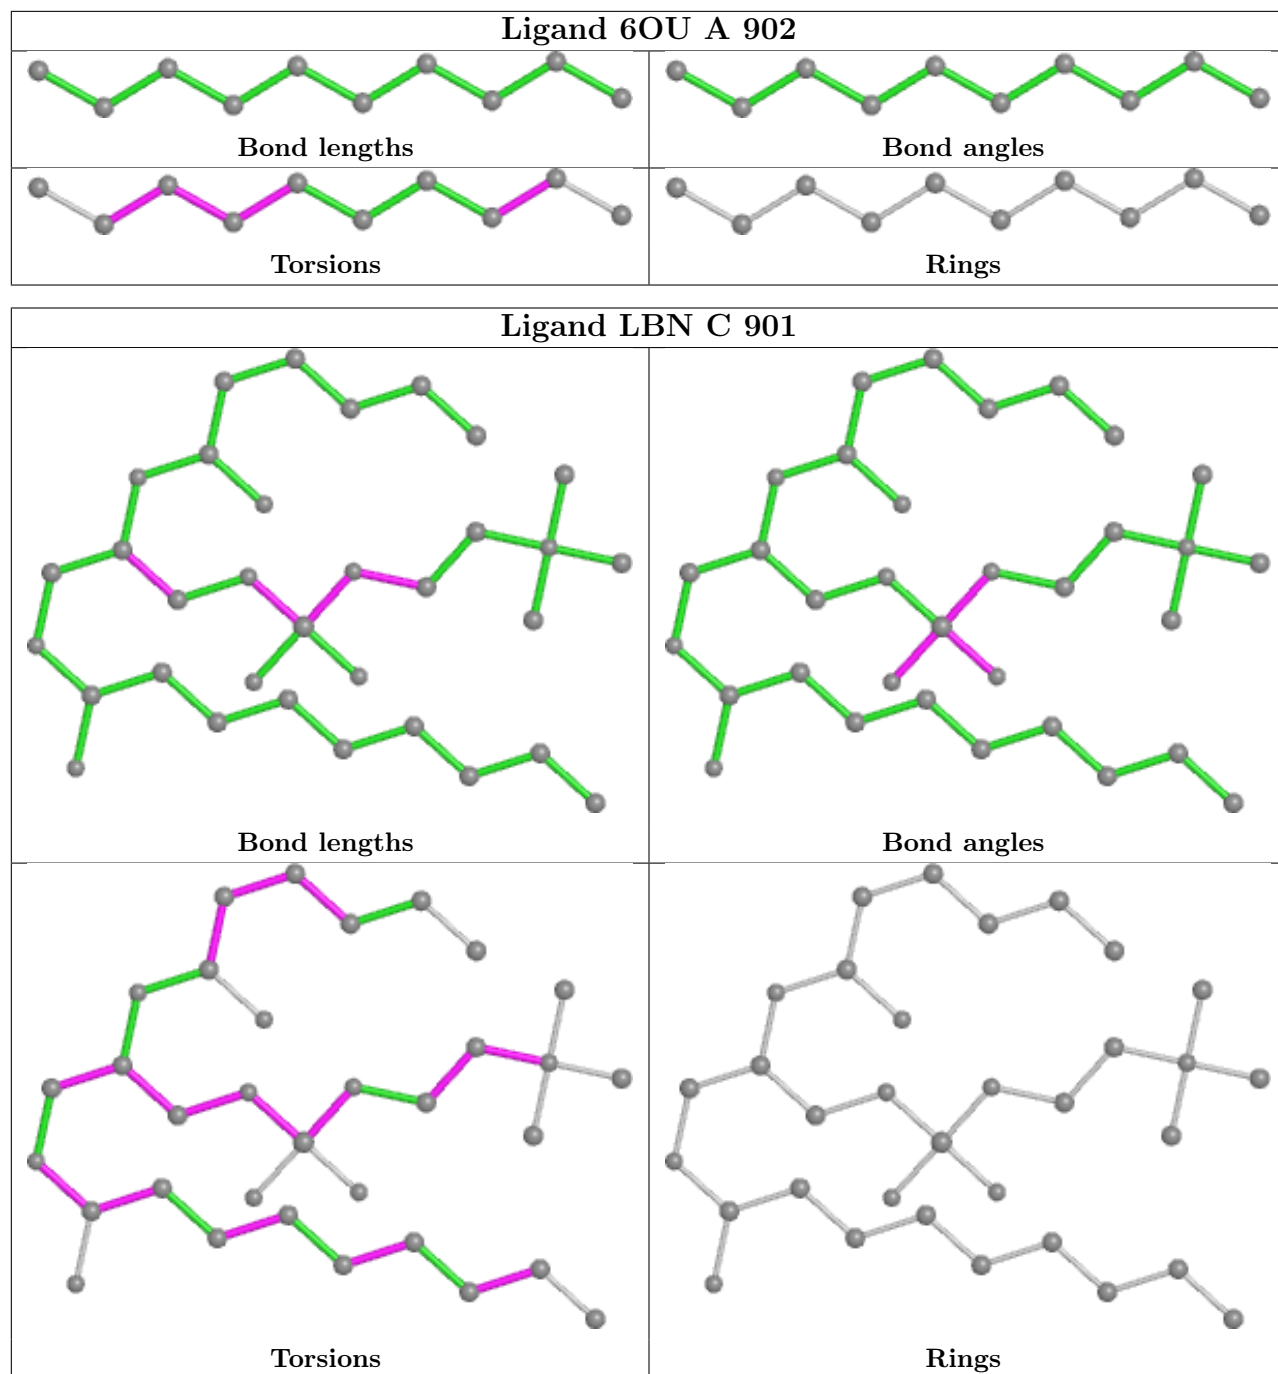 Ligand 6OU A 902
Bond lengths
Bond angles
Torsions
Rings
Ligand LBN C 901
Bond lengths
Bond angles
Torsions
Rings